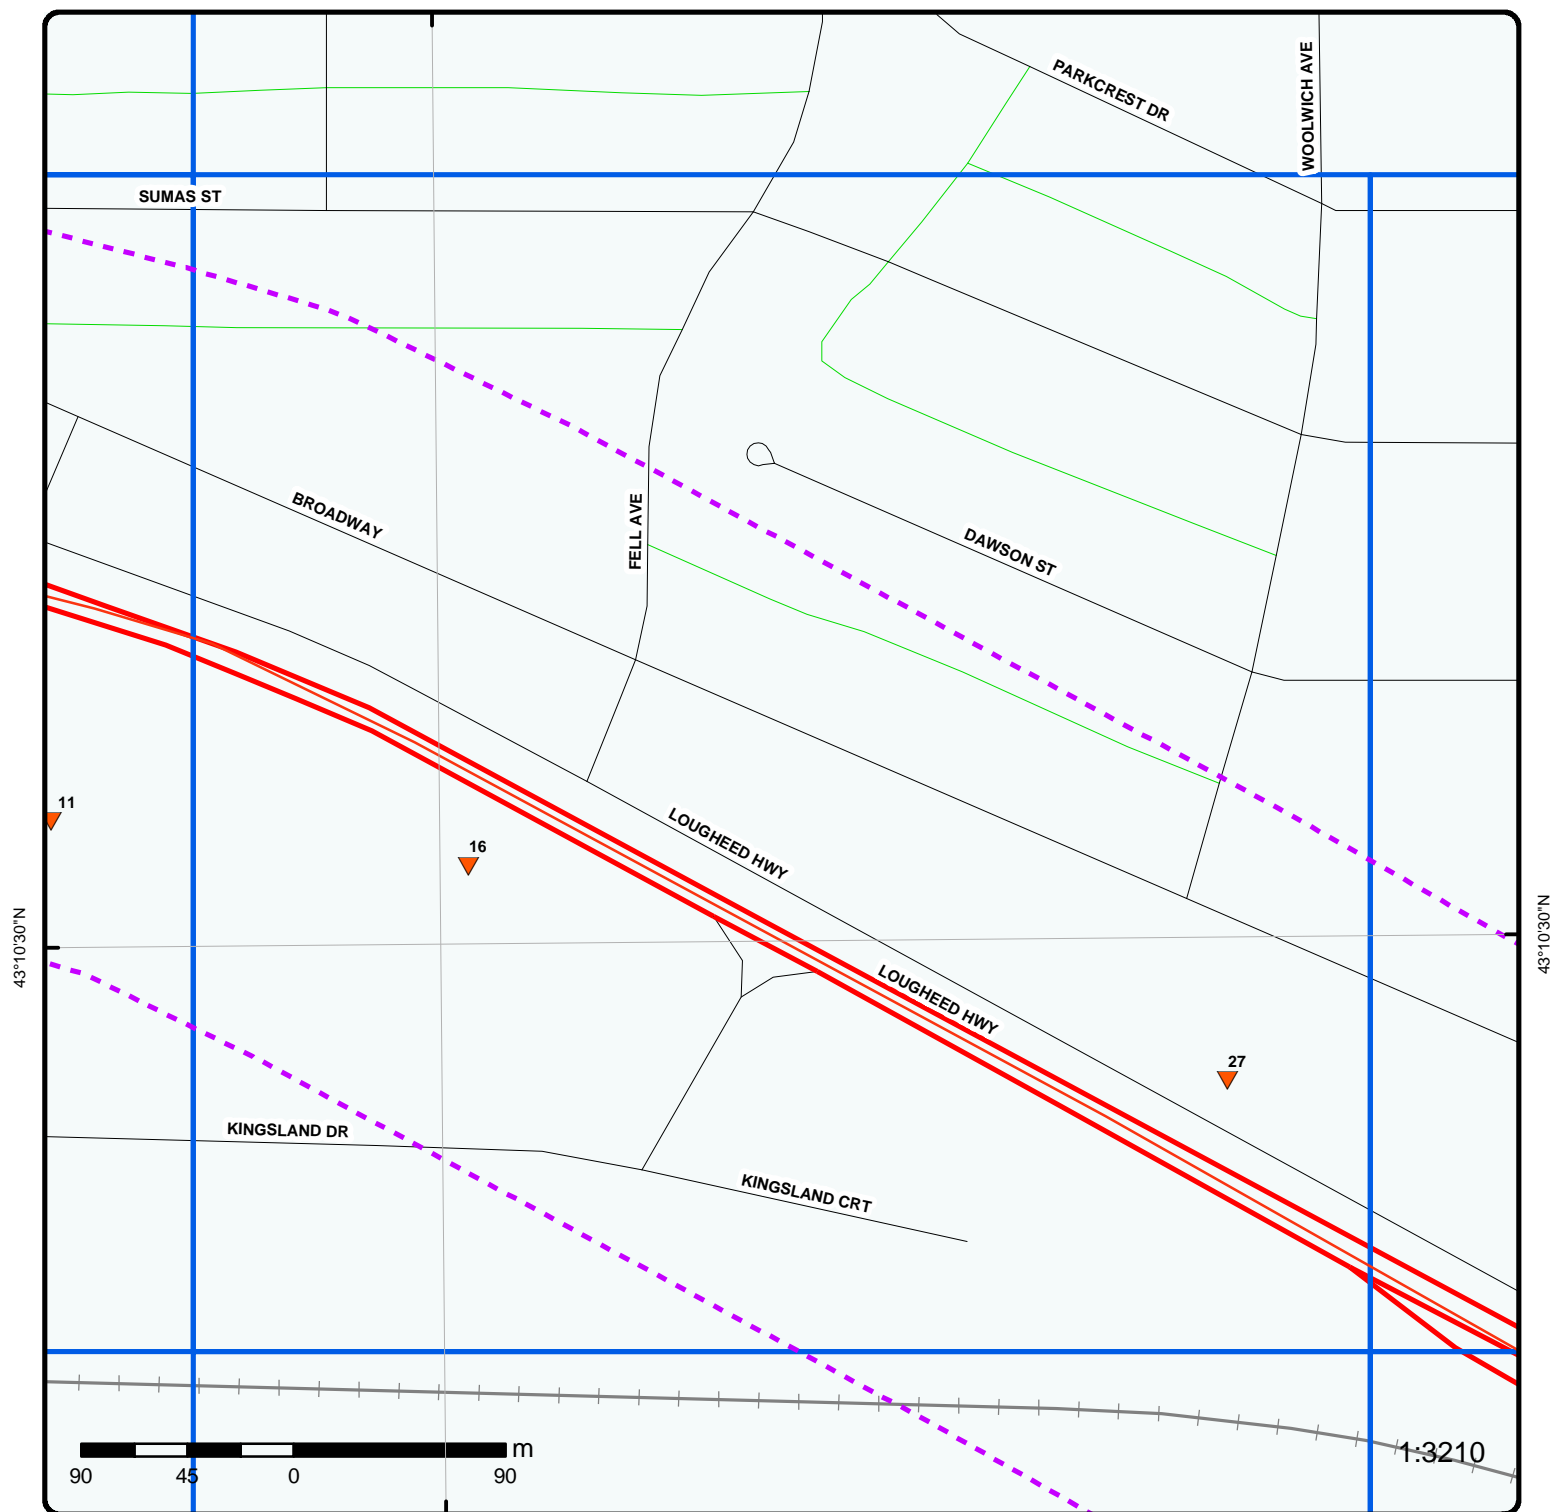 PARKCREST DR
WOOLWICH AVE
SUMAS ST
BROADWAY
FELL AVE
DAWSON ST
11
16
LOUGHEED HWY
43°10'30"N
43°10'30"N
LOUGHEED HWY
27
KINGSLAND DR
KINGSLAND CRT
m
1:3210
90 45 0 90